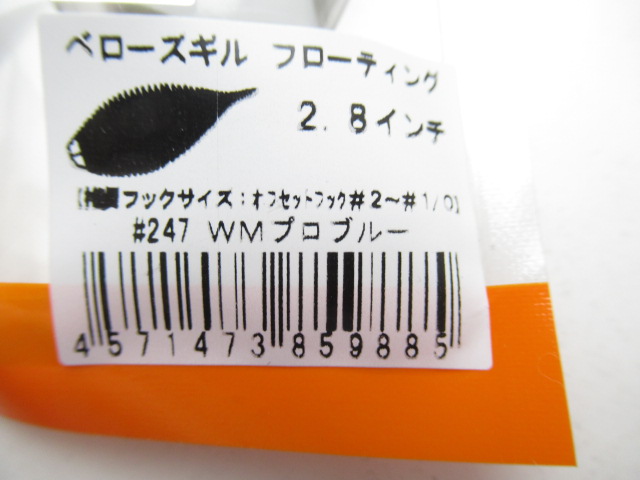 ベローズギル フローティング
2.8インチ
フックサイズ:オフセットフック#2～#1/0】
#247 WMプロブルー
4571473859885